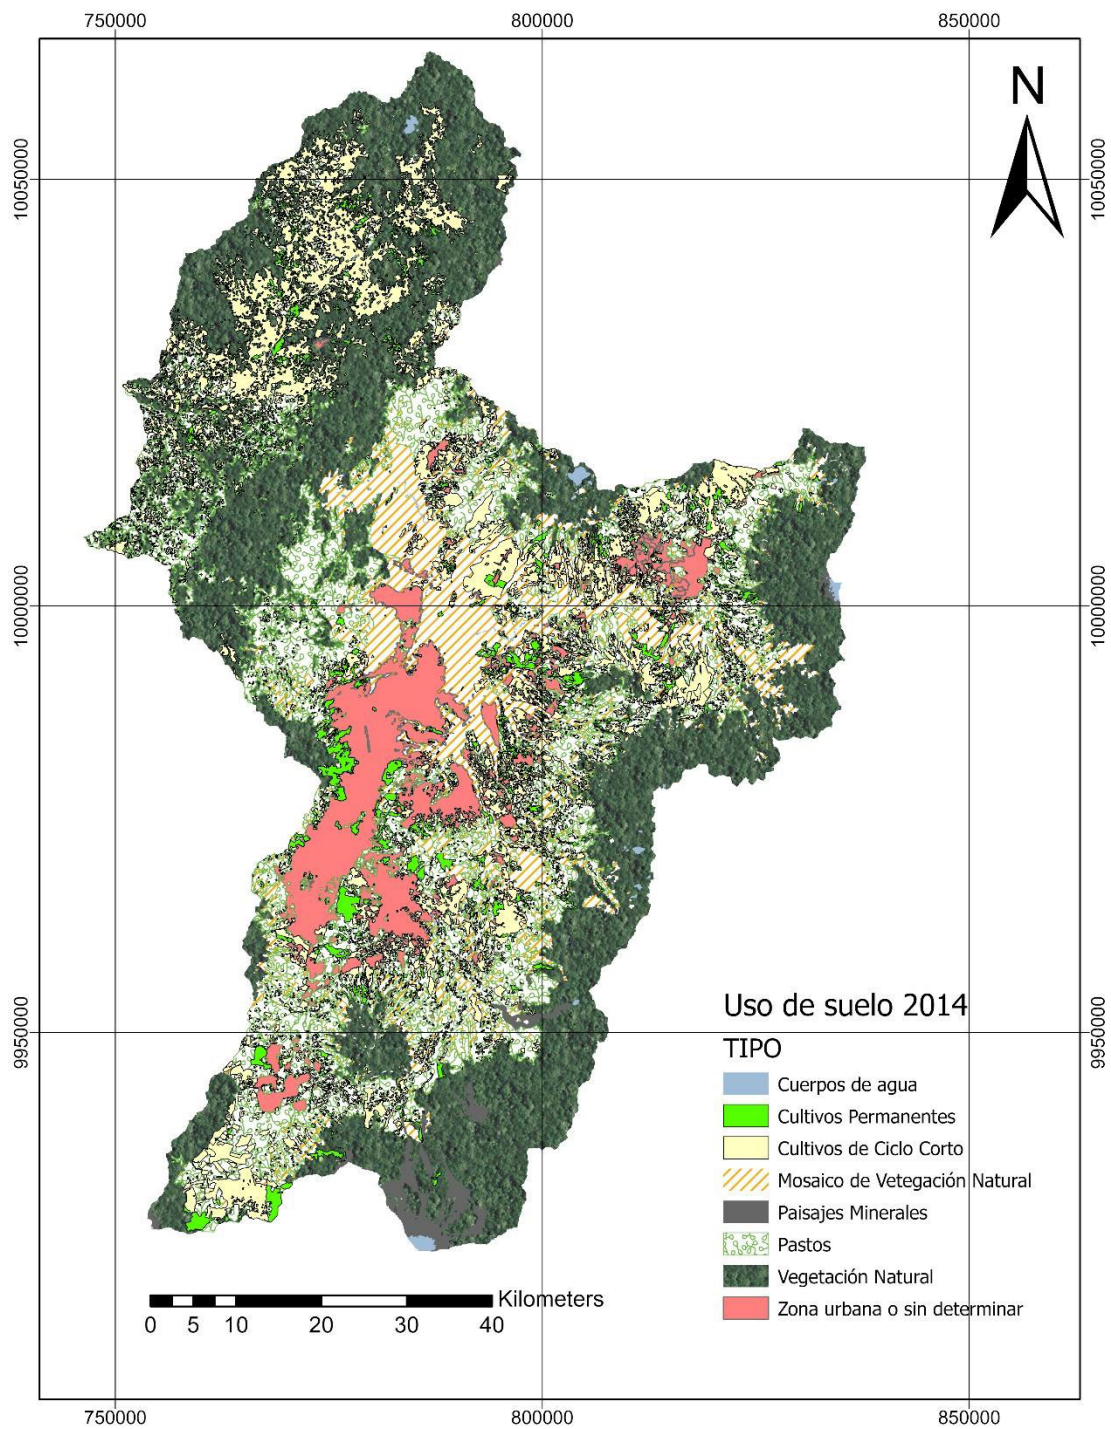 750000 800000 850000
N
10050000 10050000
10000000 10000000
9950000 9950000
Uso de suelo 2014
TIPO
Cuerpos de agua
Cultivos Permanentes
Cultivos de Ciclo Corto
Mosaico de Vetegación Natural
Paisajes Minerales
Pastos
Vegetación Natural
Zona urbana o sin determinar
Kilometers
0 5 10 20 30 40
750000 800000 850000